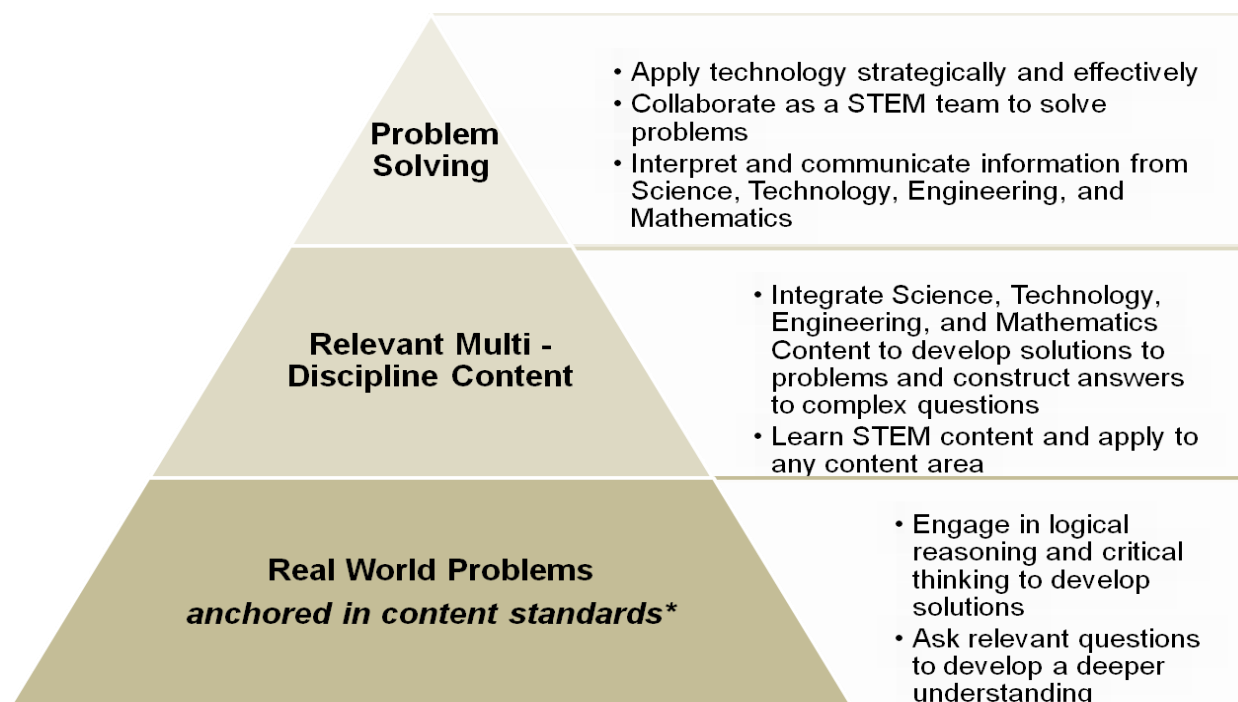 Problem
Solving
• Apply technology strategically and effectively
• Collaborate as a STEM team to solve
problems
• Interpret and communicate information from
Science, Technology, Engineering, and
Mathematics
Relevant Multi -
Discipline Content
• Integrate Science, Technology,
Engineering, and Mathematics
Content to develop solutions to
problems and construct answers
to complex questions
• Learn STEM content and apply to
any content area
Real World Problems
anchored in content standards*
• Engage in logical
reasoning and critical
thinking to develop
solutions
• Ask relevant questions
to develop a deeper
understanding